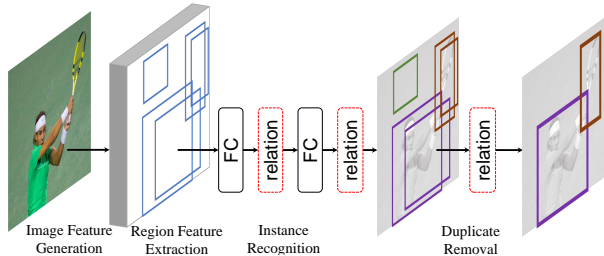 FC
relation
FC
relation
relation
Image Feature
Generation
Region Feature
Extraction
Instance
Recognition
Duplicate
Removal